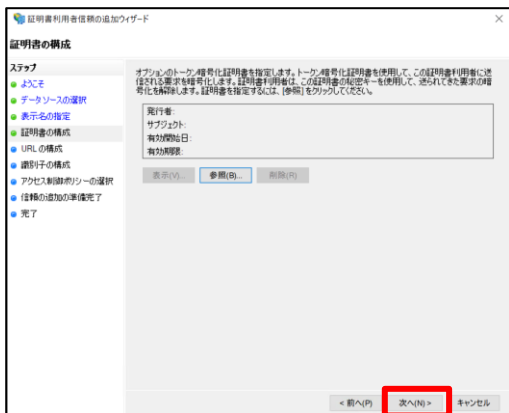 証明書利用者信頼の追加ウィザード
証明書の構成
ステップ
ようこそ
データソースの選択
表示名の指定
証明書の構成
URL の構成
識別子の構成
アクセス制御ポリシーの選択
信頼の追加の準備完了
完了
オプションのトークン暗号化証明書を指定します。トークン暗号化証明書を使用して、この証明書利用者に送
信される要求を暗号化します。証明書利用者は、この証明書の秘密キーを使用して、送られてきた要求の暗
号化を解除します。証明書を指定するには、[参照] をクリックしてください。
発行者:
サブジェクト:
有効開始日:
有効期限:
表示(V)... 参照(B)... 削除(R)
< 前へ(P) 次へ(N) > キャンセル